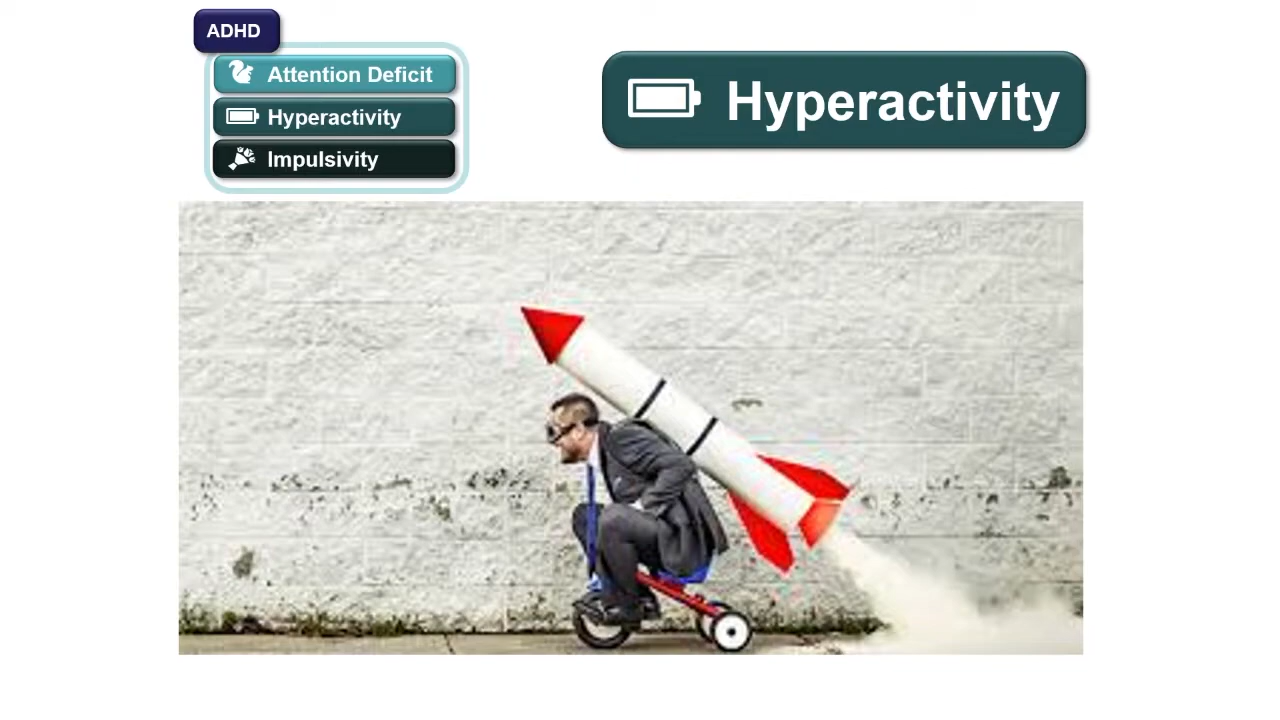 ADHD
Attention Deficit
Hyperactivity
Impulsivity
Hyperactivity